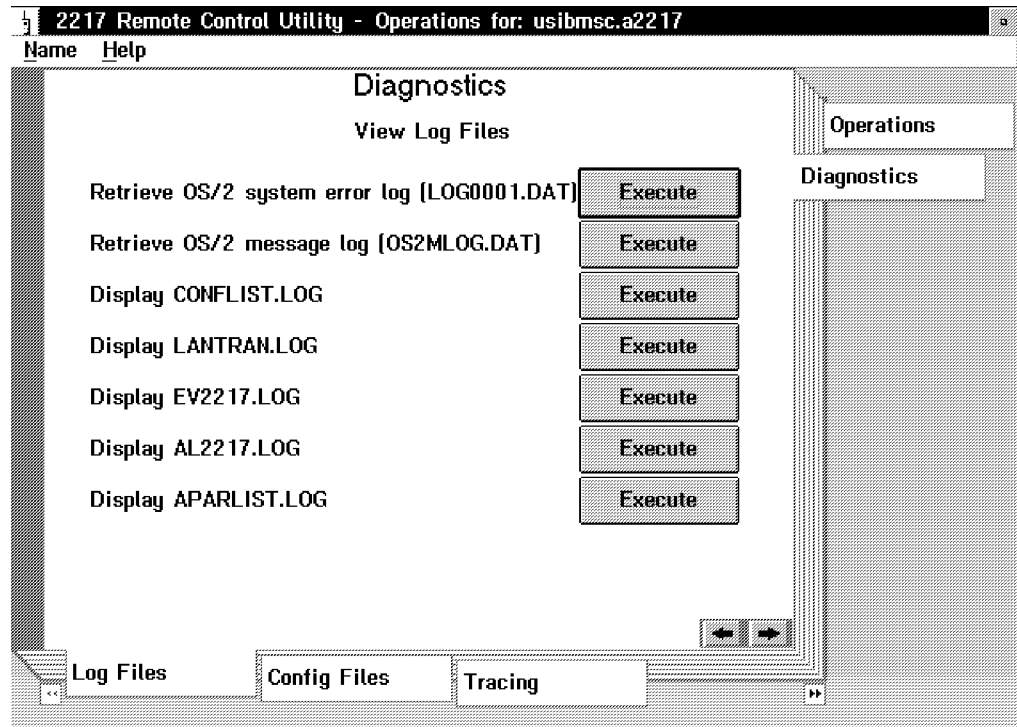 2217 Remote Control Utility - Operations for: usibmsc.a2217
Name Help
Diagnostics
View Log Files
Operations
Diagnostics
Retrieve OS/2 system error log (LOG0001.DAT) Execute
Retrieve OS/2 message log (OS2MLOG.DAT) Execute
Display CONFLIST.LOG Execute
Display LANTRAN.LOG Execute
Display EV2217.LOG Execute
Display AL2217.LOG Execute
Display APARLIST.LOG Execute
Log Files Config Files Tracing